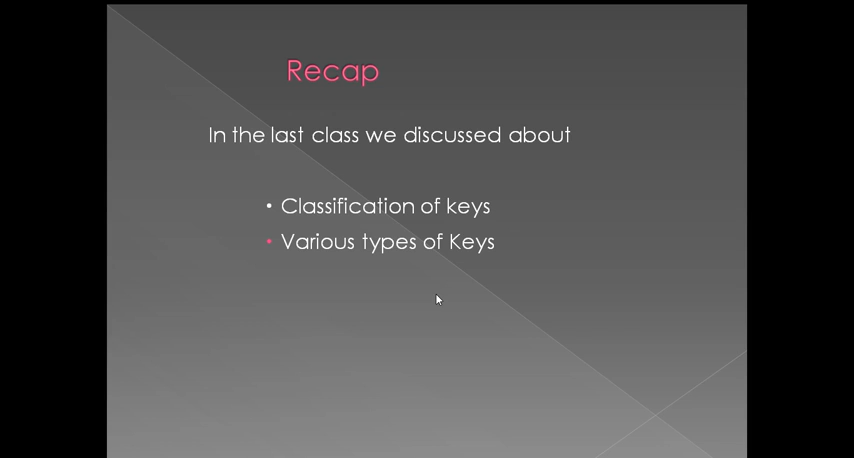 Recap
In the last class we discussed about
• Classification of keys
• Various types of Keys